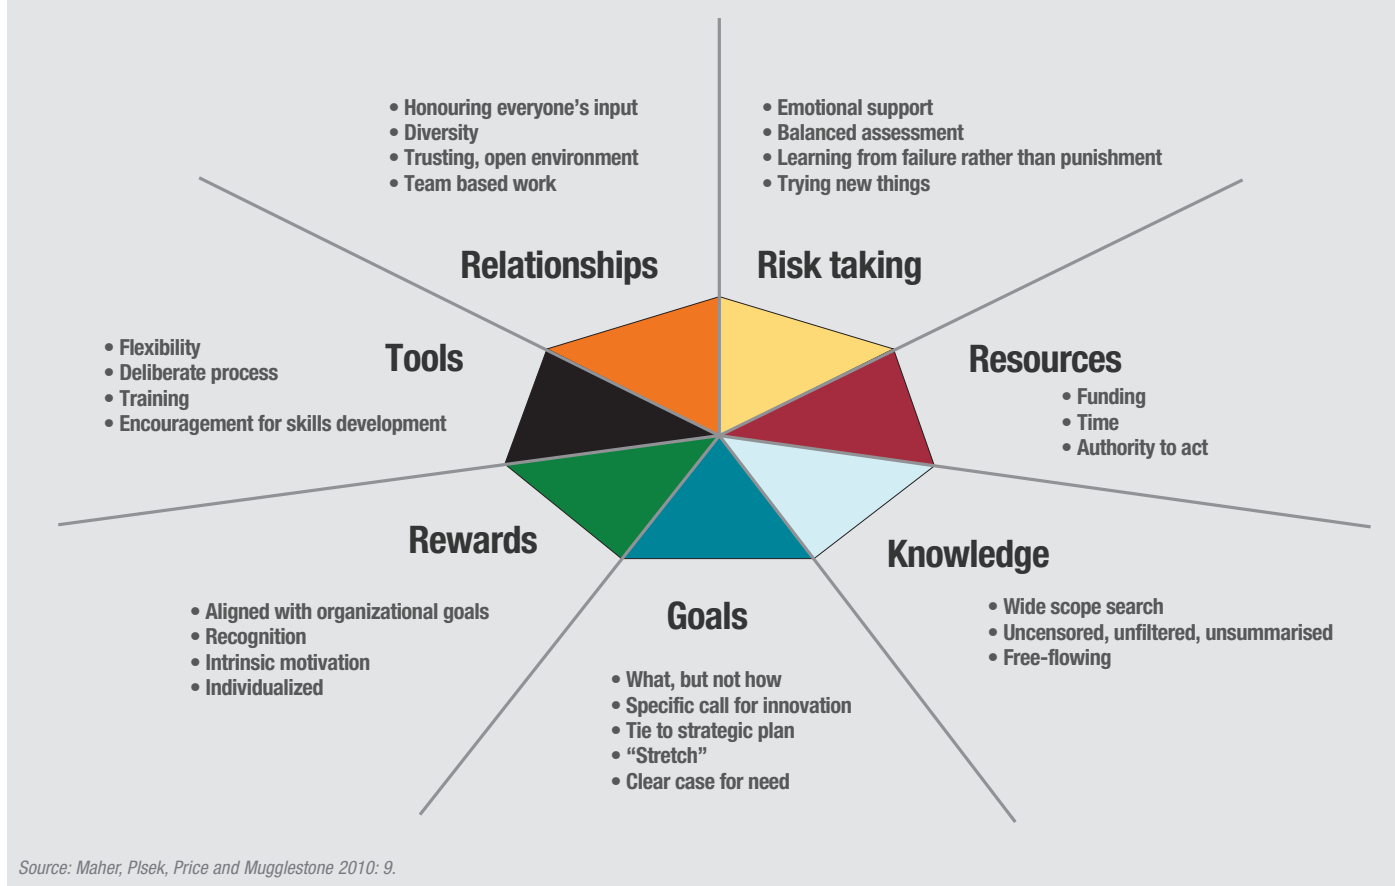 • Honouring everyone’s input
• Diversity
• Trusting, open environment
• Team based work
Relationships
• Emotional support
• Balanced assessment
• Learning from failure rather than punishment
• Trying new things
Risk taking
Tools
• Flexibility
• Deliberate process
• Training
• Encouragement for skills development
Resources
• Funding
• Time
• Authority to act
Rewards
• Aligned with organizational goals
• Recognition
• Intrinsic motivation
• Individualized
Goals
• What, but not how
• Specific call for innovation
• Tie to strategic plan
• “Stretch”
• Clear case for need
Knowledge
• Wide scope search
• Uncensored, unfiltered, unsummarised
• Free-flowing
Source: Maher, Plsek, Price and Mugglestone 2010: 9.